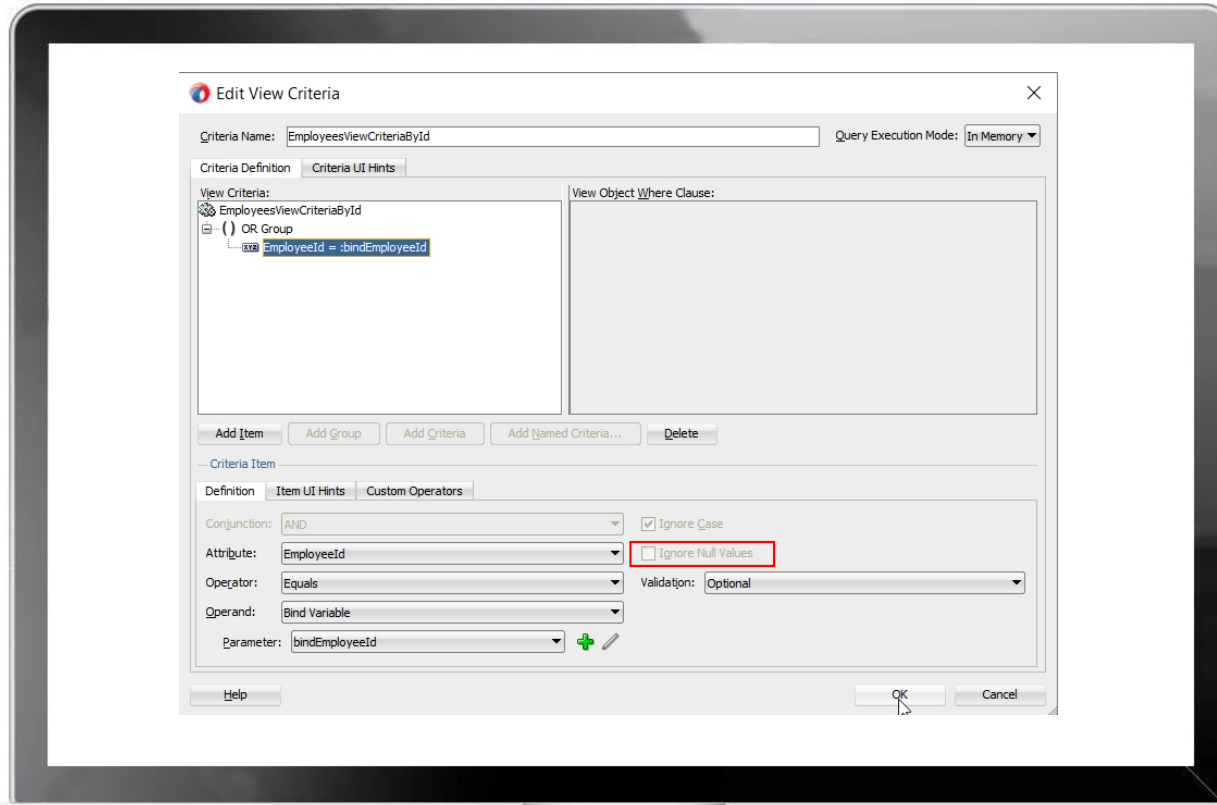 Edit View Criteria
Criteria Name: EmployeesViewCriteriaById Query Execution Mode: In Memory
Criteria Definition Criteria UI Hints
View Criteria: View Object Where Clause:
EmployeesViewCriteriaById
( ) OR Group
XYZ EmployeeId = :bindEmployeeId
Add Item Add Group Add Criteria Add Named Criteria... Delete
Criteria Item
Definition Item UI Hints Custom Operators
Conjunction: AND Ignore Case
Attribute: EmployeeId Ignore Null Values
Operator: Equals Validation: Optional
Operand: Bind Variable
Parameter: bindEmployeeId
Help OK Cancel